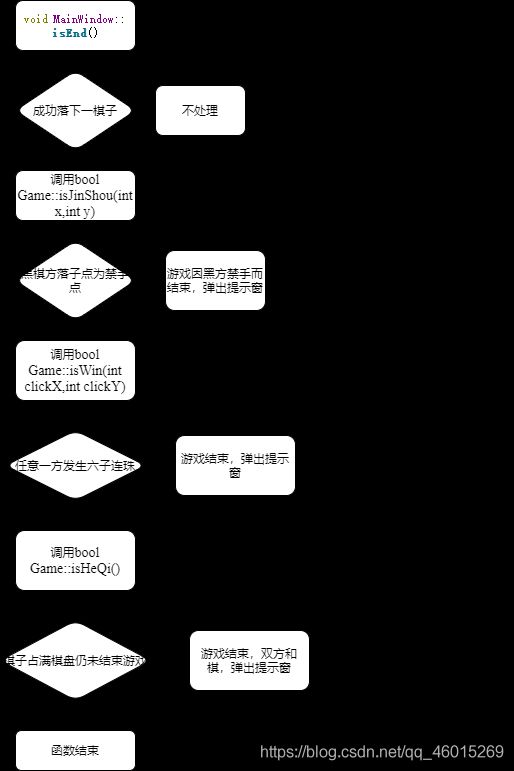 void MainWindow::
isEnd()
成功落下一棋子
不处理
调用bool
Game::isJinShou(int
x,int y)
黑棋方落子点为禁手
点
游戏因黑方禁手而
结束，弹出提示窗
调用bool
Game::isWin(int
clickX,int clickY)
任意一方发生六子连珠
游戏结束，弹出提示
窗
调用bool
Game::isHeQi()
棋子占满棋盘仍未结束游戏
游戏结束，双方和
棋，弹出提示窗
函数结束
https://blog.csdn.net/qq_46015269